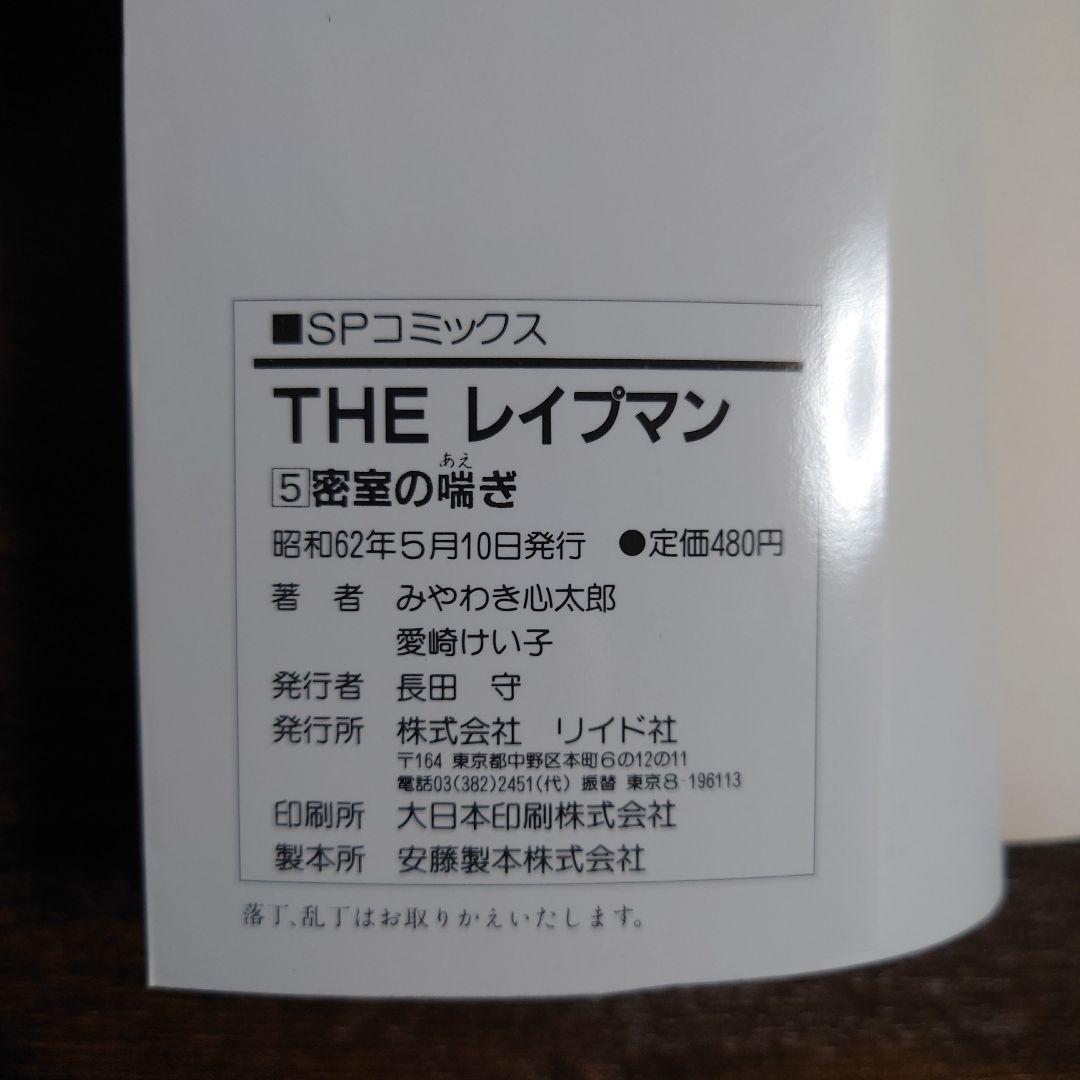 ■SPコミックス
THE レイプマン
5密室の喘ぎ
あえ
昭和62年5月10日発行 ●定価480円
著 者 みやわき心太郎
愛崎けい子
発行者 長田 守
発行所 株式会社 リイド社
〒164 東京都中野区本町6の12の11
電話03(382)2451(代) 振替 東京8-196113
印刷所 大日本印刷株式会社
製本所 安藤製本株式会社
落丁、乱丁はお取りかえいたします。